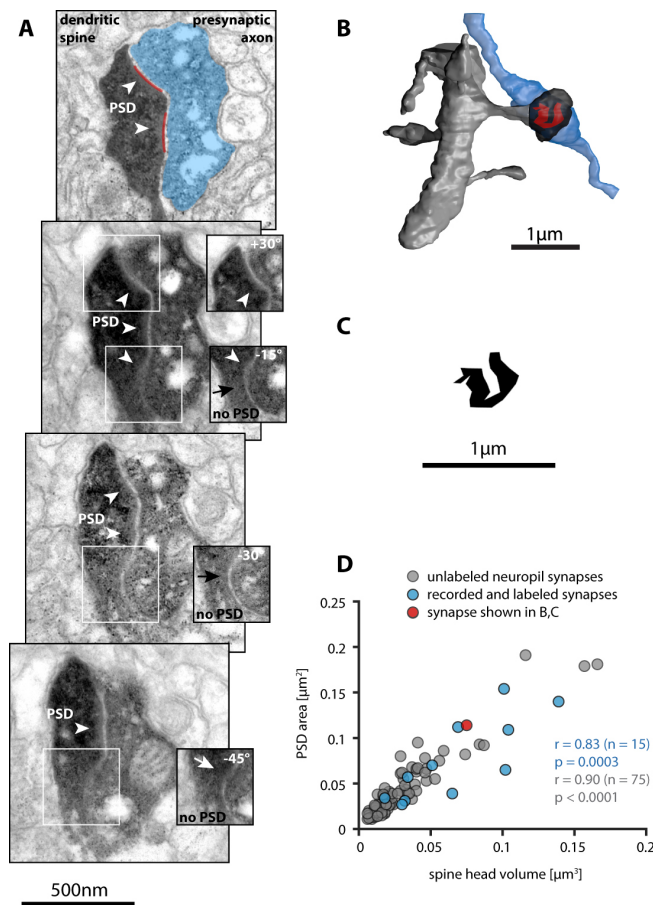 A
dendritic spine
presynaptic axon
PSD
+30°
PSD
-15°
no PSD
-30°
PSD
no PSD
PSD
-45°
no PSD
500nm
B
1µm
C
1µm
D
unlabeled neuropil synapses
recorded and labeled synapses
synapse shown in B,C
PSD area [µm²]
0.25
0.2
0.15
0.1
0.05
0
r = 0.83 (n = 15)
p = 0.0003
r = 0.90 (n = 75)
p < 0.0001
0 0.05 0.1 0.15 0.2
spine head volume [µm³]